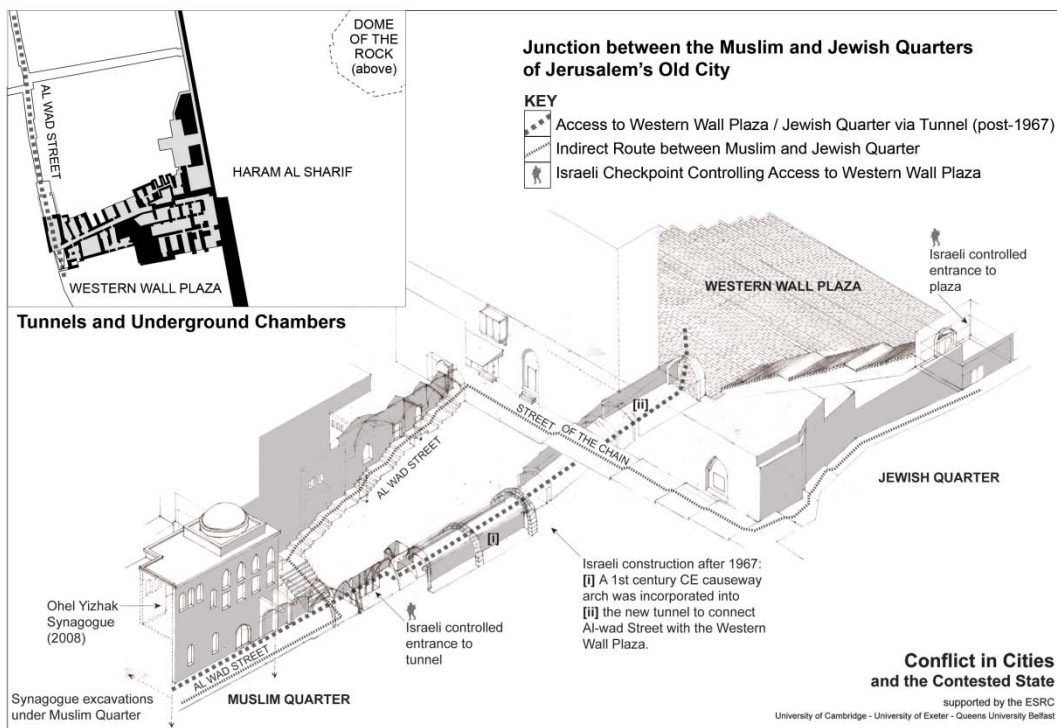 DOME
OF THE
ROCK
(above)
AL WAD STREET
HARAM AL SHARIF
WESTERN WALL PLAZA
Tunnels and Underground Chambers
Junction between the Muslim and Jewish Quarters
of Jerusalem's Old City
KEY
Access to Western Wall Plaza / Jewish Quarter via Tunnel (post-1967)
Indirect Route between Muslim and Jewish Quarter
Israeli Checkpoint Controlling Access to Western Wall Plaza
Israeli controlled
entrance to
plaza
WESTERN WALL PLAZA
[ii]
STREET OF THE CHAIN
AL WAD STREET
JEWISH QUARTER
[i]
Israeli construction after 1967:
[i] A 1st century CE causeway
arch was incorporated into
[ii] the new tunnel to connect
Al-wad Street with the Western
Wall Plaza.
Ohel Yizhak
Synagogue
(2008)
Israeli controlled
entrance to
tunnel
AL WAD STREET
MUSLIM QUARTER
Synagogue excavations
under Muslim Quarter
Conflict in Cities
and the Contested State
supported by the ESRC
University of Cambridge - University of Exeter - Queens University Belfast